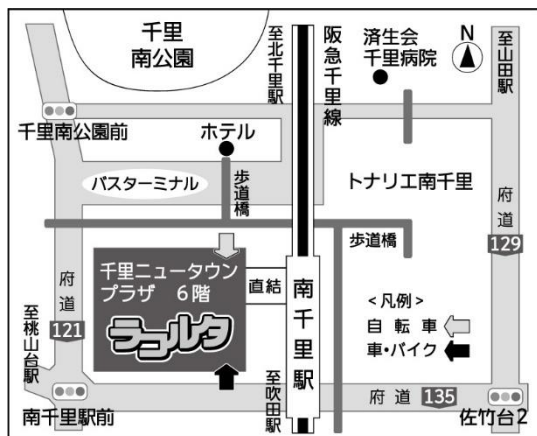 千里
南公園
至北千里駅
阪急千里線
済生会
千里病院
N
至山田駅
千里南公園前
ホテル
バスターミナル
歩道橋
トナリエ南千里
府道
129
歩道橋
千里ニュータウン
プラザ 6階
ラコルタ
直結
南千里駅
府道
121
至桃山台駅
<凡例>
自転車
車・バイク
南千里駅前
至吹田駅
府道 135
佐竹台2